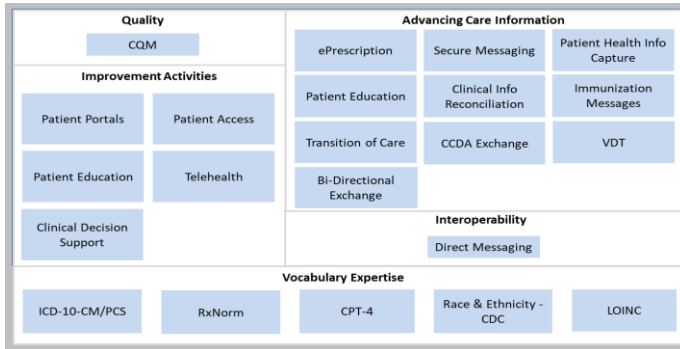 Quality
CQM
Improvement Activities
Patient Portals
Patient Access
Patient Education
Telehealth
Clinical Decision
Support
Advancing Care Information
ePrescription
Secure Messaging
Patient Health Info
Capture
Patient Education
Clinical Info
Reconciliation
Immunization
Messages
Transition of Care
CCDA Exchange
VDT
Bi-Directional
Exchange
Interoperability
Direct Messaging
Vocabulary Expertise
ICD-10-CM/PCS
RxNorm
CPT-4
Race & Ethnicity -
CDC
LOINC